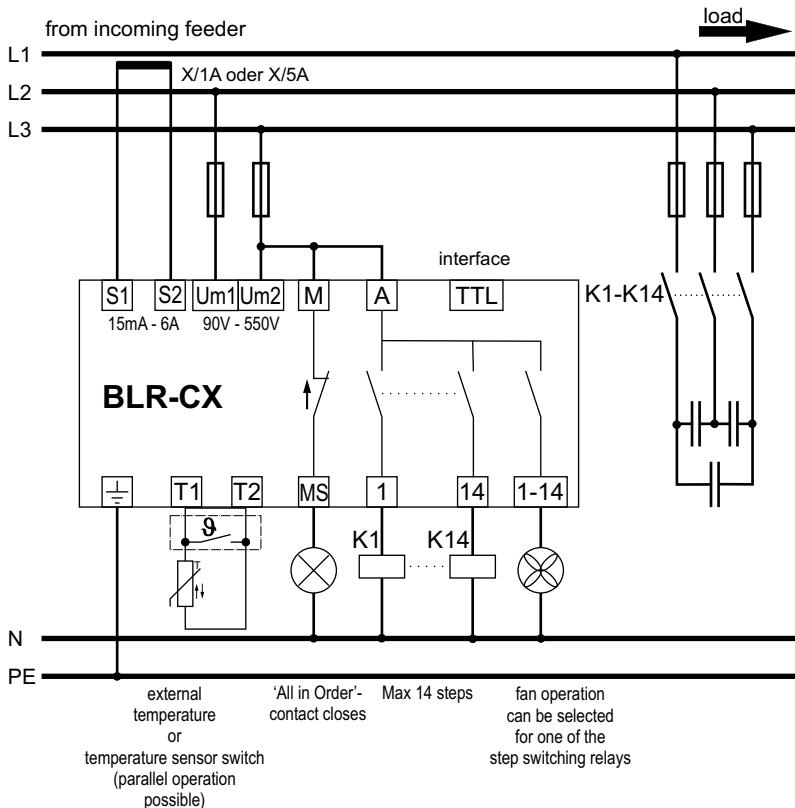 from incoming feeder
load
L1
X/1A oder X/5A
L2
L3
interface
S1 S2 Um1 Um2 M A TTL
K1-K14
15mA - 6A 90V - 550V
BLR-CX
T1 T2 MS 1 14 1-14
ϑ
K1 K14
T
N
PE
external
temperature
or
temperature sensor switch
(parallel operation
possible)
'All in Order'-
contact closes
Max 14 steps
fan operation
can be selected
for one of the
step switching relays